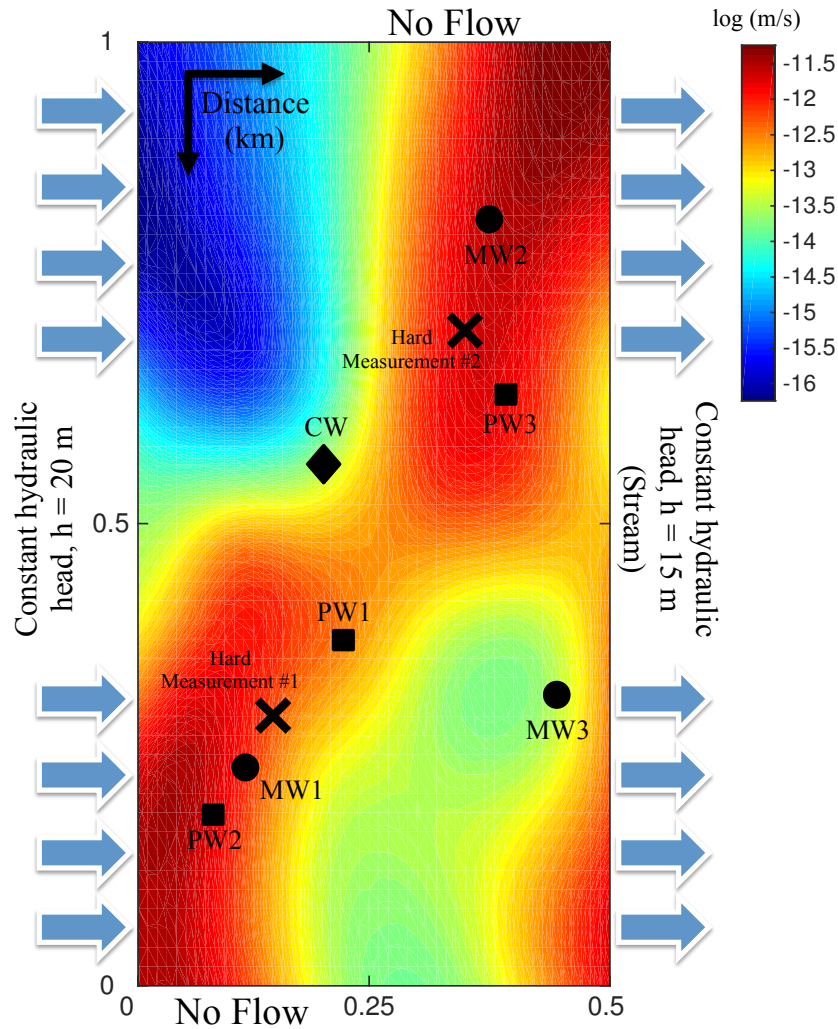 No Flow
log (m/s)
1
Distance
(km)
-11.5
-12
-12.5
-13
-13.5
-14
-14.5
-15
-15.5
-16
MW2
Hard
Measurement #2
PW3
CW
Constant hydraulic
head, h = 20 m
0.5
Constant hydraulic
head, h = 15 m
(Stream)
PW1
Hard
Measurement #1
MW3
MW1
PW2
0
0
0.25
0.5
No Flow